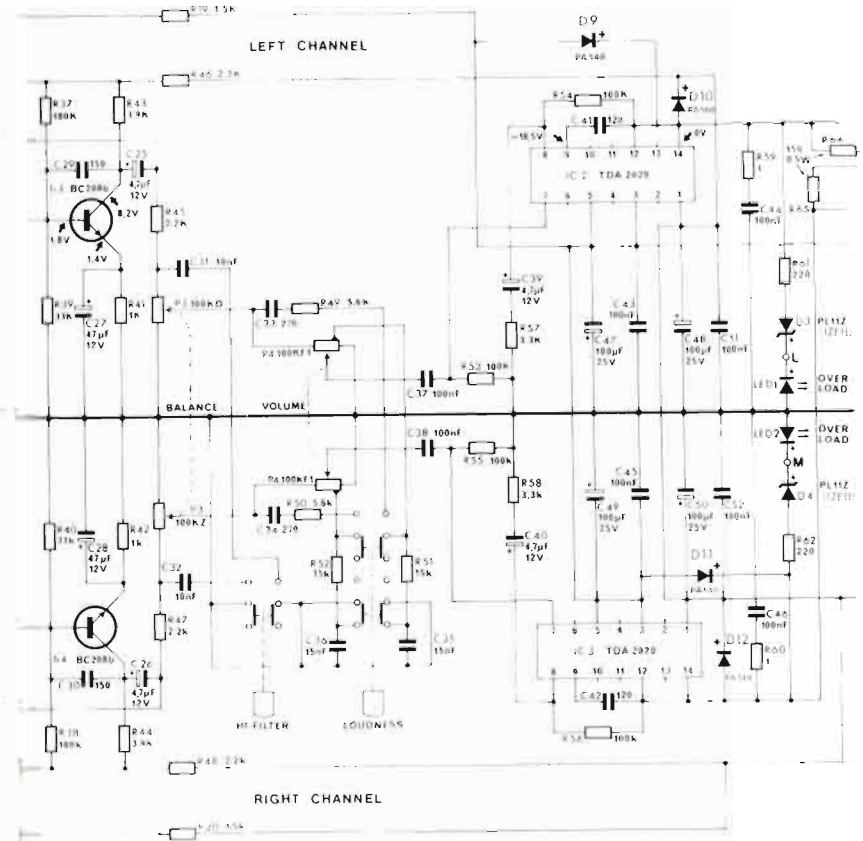 LEFT CHANNEL
D9
PA148
R46 2.2K
R37
180K
R43
3.9K
R54
100K
C41
120
D10
-18.5V
0V
8 9 10 11 12 13 14
IC 2 TDA 2020
7 6 5 4 3 2 1
C29 150
C25
4,7µF
12V
BC208b
8,2V
1,8V
1,4V
R45
2.2K
C31 10nF
R59
1
C44
100nF
150
0.5W
R64
R65
R61
220
R39
33K
C27
47µF
12V
R41
1K
P3 100KΩ
C33 270
R49 5.6K
P4 100KF1
C39
4,7µF
12V
R57
3.3K
C47
100µF
25V
C43
100nF
C48
100µF
25V
C51
100nF
D3 PL11Z
L
R53 100k
C37 100nF
LED1
OVER
LOAD
BALANCE
VOLUME
C38 100nF
R55 100k
LED2
OVER
LOAD
M
PL11Z
D4
P4 100KF1
R50 5.6k
C34 270
R58
3,3k
C45
100nF
C49
100µF
25V
C50
100µF
25V
C52
100nF
P3
100KZ
R40
33k
C28
47µF
12V
R42
1k
C40
4,7µF
12V
R62
220
D11
PA148
C32
10nF
R52
15k
R51
15k
R47
2.2k
C36
15nF
C35
15nF
C46
100nF
R60
1
D12
PA148
IC 3 TDA 2020
8 9 10 11 12 13 14
BC208b
C26
4,7µF
12V
C30 150
C42 120
R56 100k
HI-FILTER
LOUDNESS
R38
180k
R44
3.9k
R48 2.2k
RIGHT CHANNEL